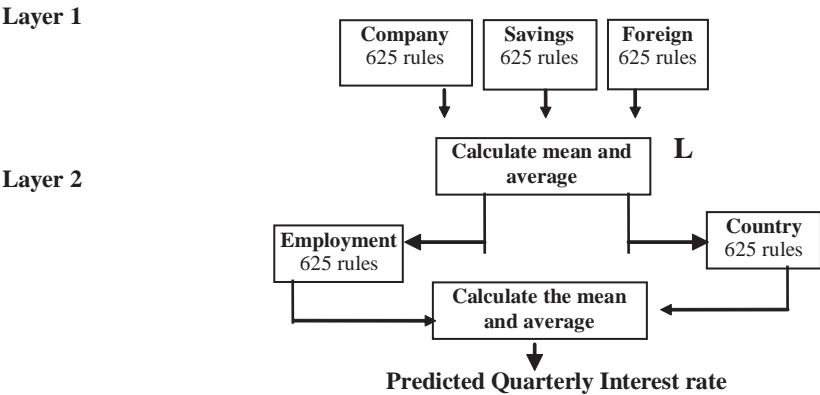 Layer 1
Company
625 rules
Savings
625 rules
Foreign
625 rules
Calculate mean and
average
L
Layer 2
Employment
625 rules
Country
625 rules
Calculate the mean
and average
Predicted Quarterly Interest rate